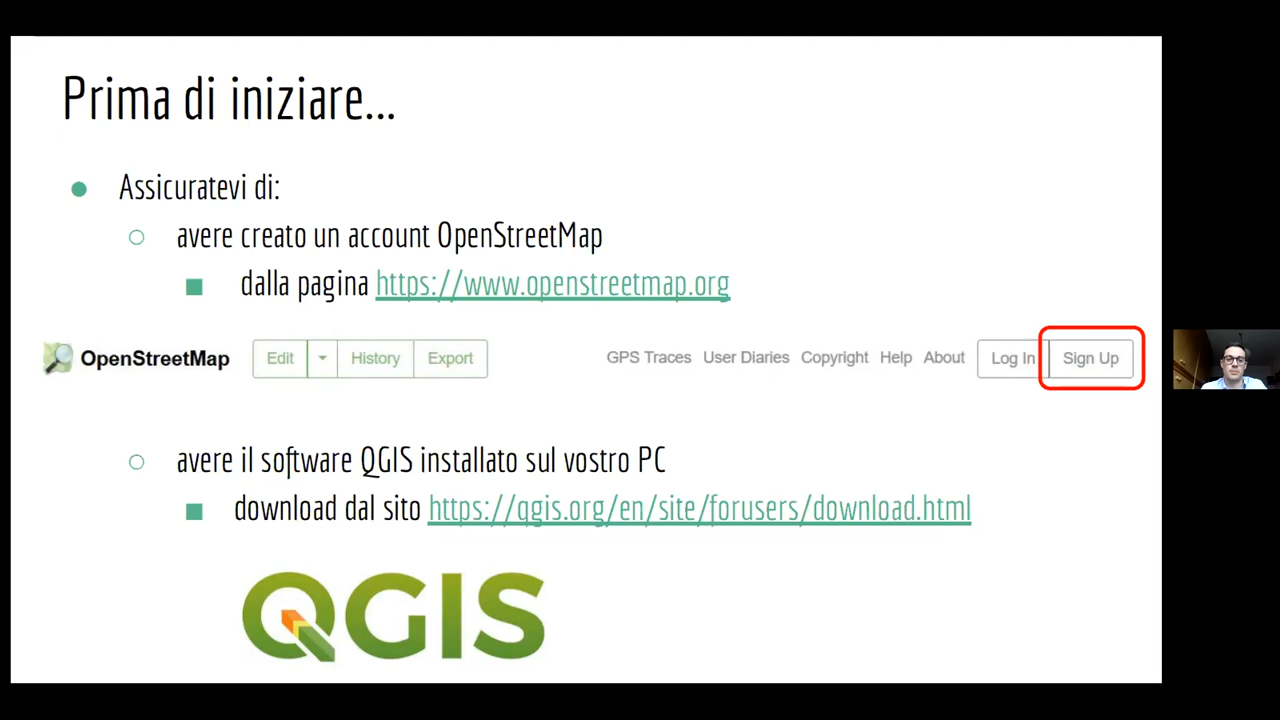 Prima di iniziare...
Assicuratevi di:
avere creato un account OpenStreetMap
dalla pagina https://www.openstreetmap.org
OpenStreetMap Edit History Export GPS Traces User Diaries Copyright Help About Log In Sign Up
avere il software QGIS installato sul vostro PC
download dal sito https://qgis.org/en/site/forusers/download.html
QGIS